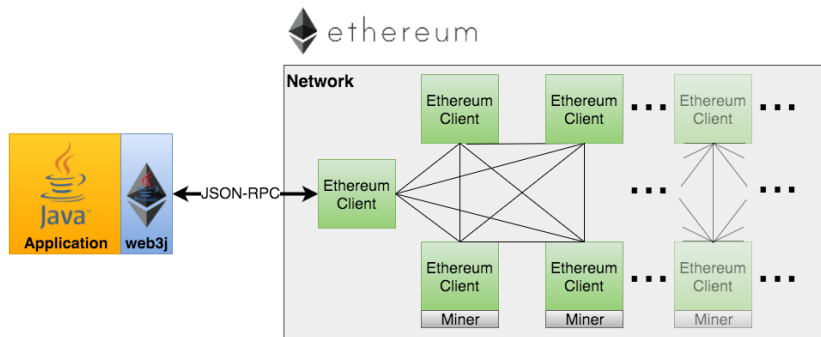 ethereum
Network
Ethereum
Client
Ethereum
Client
...
Ethereum
Client
...
Java™
Application
web3j
JSON-RPC
Ethereum
Client
...
...
Ethereum
Client
Miner
Ethereum
Client
Miner
...
Ethereum
Client
Miner
...